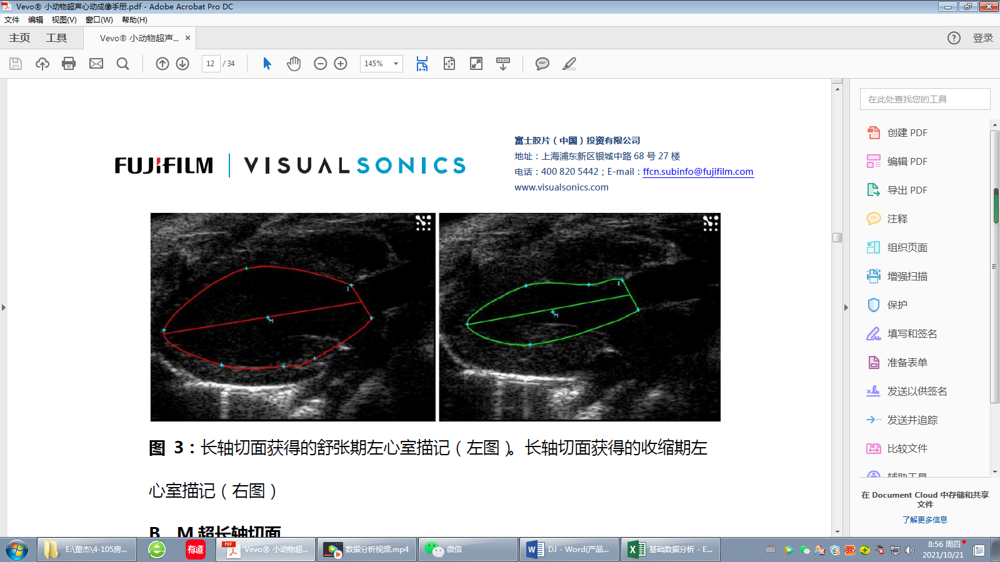 Vevo® 小动物超声心动成像手册.pdf - Adobe Acrobat Pro DC
文件 编辑 视图(V) 窗口(W) 帮助(H)
主页 工具 Vevo® 小动物超声... × 登录
12 / 34 145%
在此处查找您的工具
创建 PDF
编辑 PDF
导出 PDF
注释
组织页面
增强扫描
保护
填写和签名
准备表单
发送以供签名
发送并追踪
比较文件
辅助工具
在 Document Cloud 中存储和共享
文件
了解更多信息
FUJIFILM | VISUALSONICS
富士胶片（中国）投资有限公司
地址：上海浦东新区银城中路 68 号 27 楼
电话：400 820 5442；E-mail：ffcn.subinfo@fujifilm.com
www.visualsonics.com
1
M
1
M
图 3：长轴切面获得的舒张期左心室描记（左图）。长轴切面获得的收缩期左
心室描记（右图）
B M 超长轴切面
E:\董杰\4-105房... 有道 Vevo® 小动物超... 数据分析视频.mp4 微信 DJ - Word(产品... 基础数据分析 - E...
8:56 周四
2021/10/21